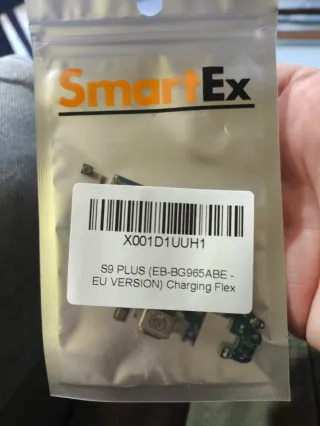 SmartEx
X001D1UUH1
S9 PLUS (EB-BG965ABE -
EU VERSION) Charging Flex